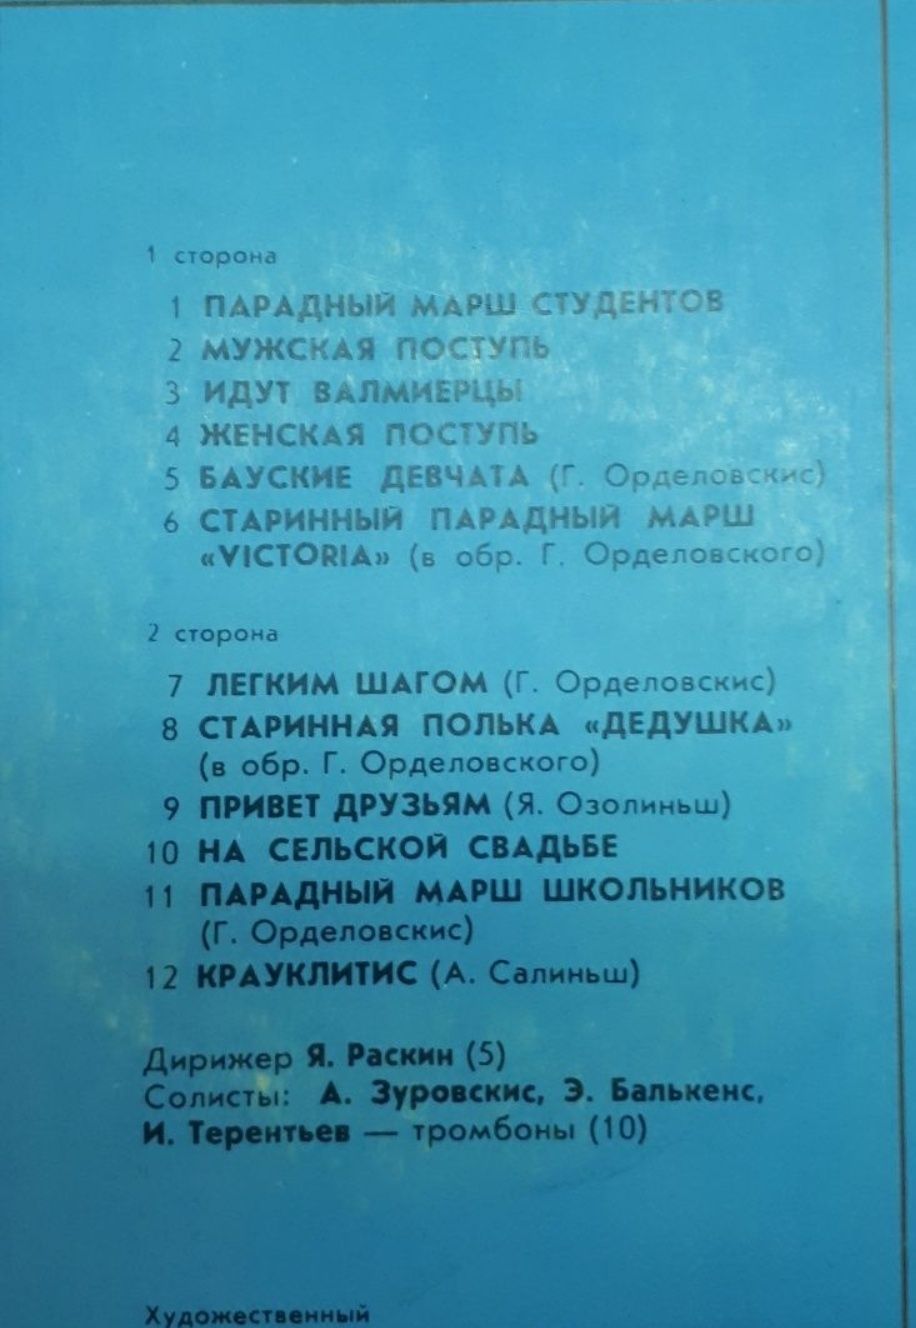 1 сторона
1 ПАРАДНЫЙ МАРШ СТУДЕНТОВ
2 МУЖСКАЯ ПОСТУПЬ
3 ИДУТ ВАЛМИЕРЦЫ
4 ЖЕНСКАЯ ПОСТУПЬ
5 БАУСКИЕ ДЕВЧАТА (Г. Орделовскис)
6 СТАРИННЫЙ ПАРАДНЫЙ МАРШ
«VICTORIA» (в обр. Г. Орделовского)
2 сторона
7 ЛЕГКИМ ШАГОМ (Г. Орделовскис)
8 СТАРИННАЯ ПОЛЬКА «ДЕДУШКА»
(в обр. Г. Орделовского)
9 ПРИВЕТ ДРУЗЬЯМ (Я. Озолиньш)
10 НА СЕЛЬСКОЙ СВАДЬБЕ
11 ПАРАДНЫЙ МАРШ ШКОЛЬНИКОВ
(Г. Орделовскис)
12 КРАУКЛИТИС (А. Салиньш)
Дирижер Я. Раскин (5)
Солисты: А. Зуровскис, Э. Балькенс,
И. Терентьев — тромбоны (10)
Художественный